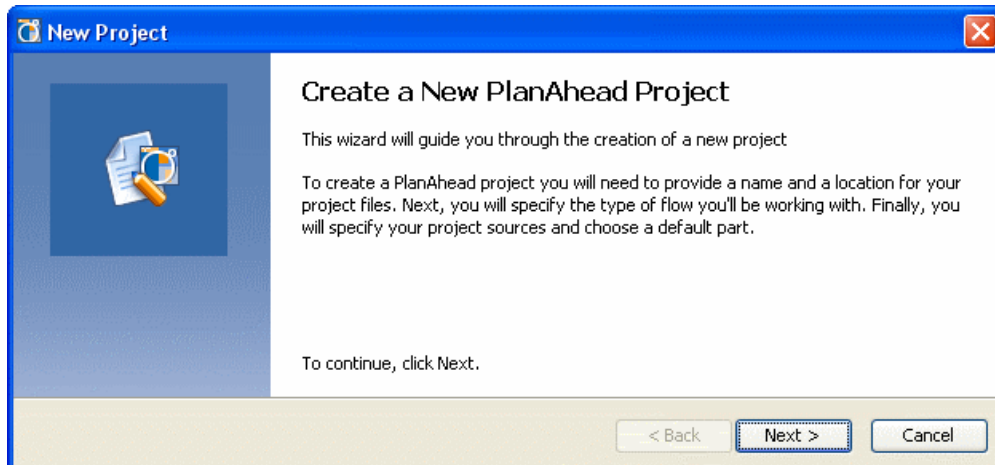 New Project
Create a New PlanAhead Project
This wizard will guide you through the creation of a new project
To create a PlanAhead project you will need to provide a name and a location for your
project files. Next, you will specify the type of flow you'll be working with. Finally, you
will specify your project sources and choose a default part.
To continue, click Next.
< Back Next > Cancel